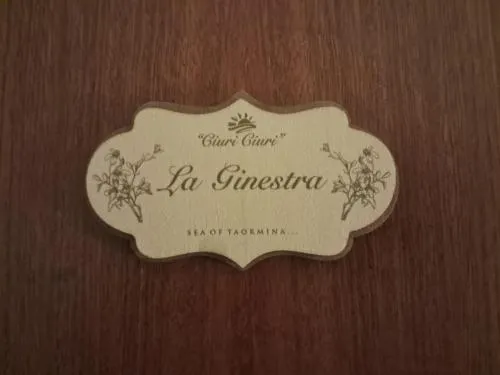 "Ciuri Ciuri"
La Ginestra
SEA OF TAORMINA...